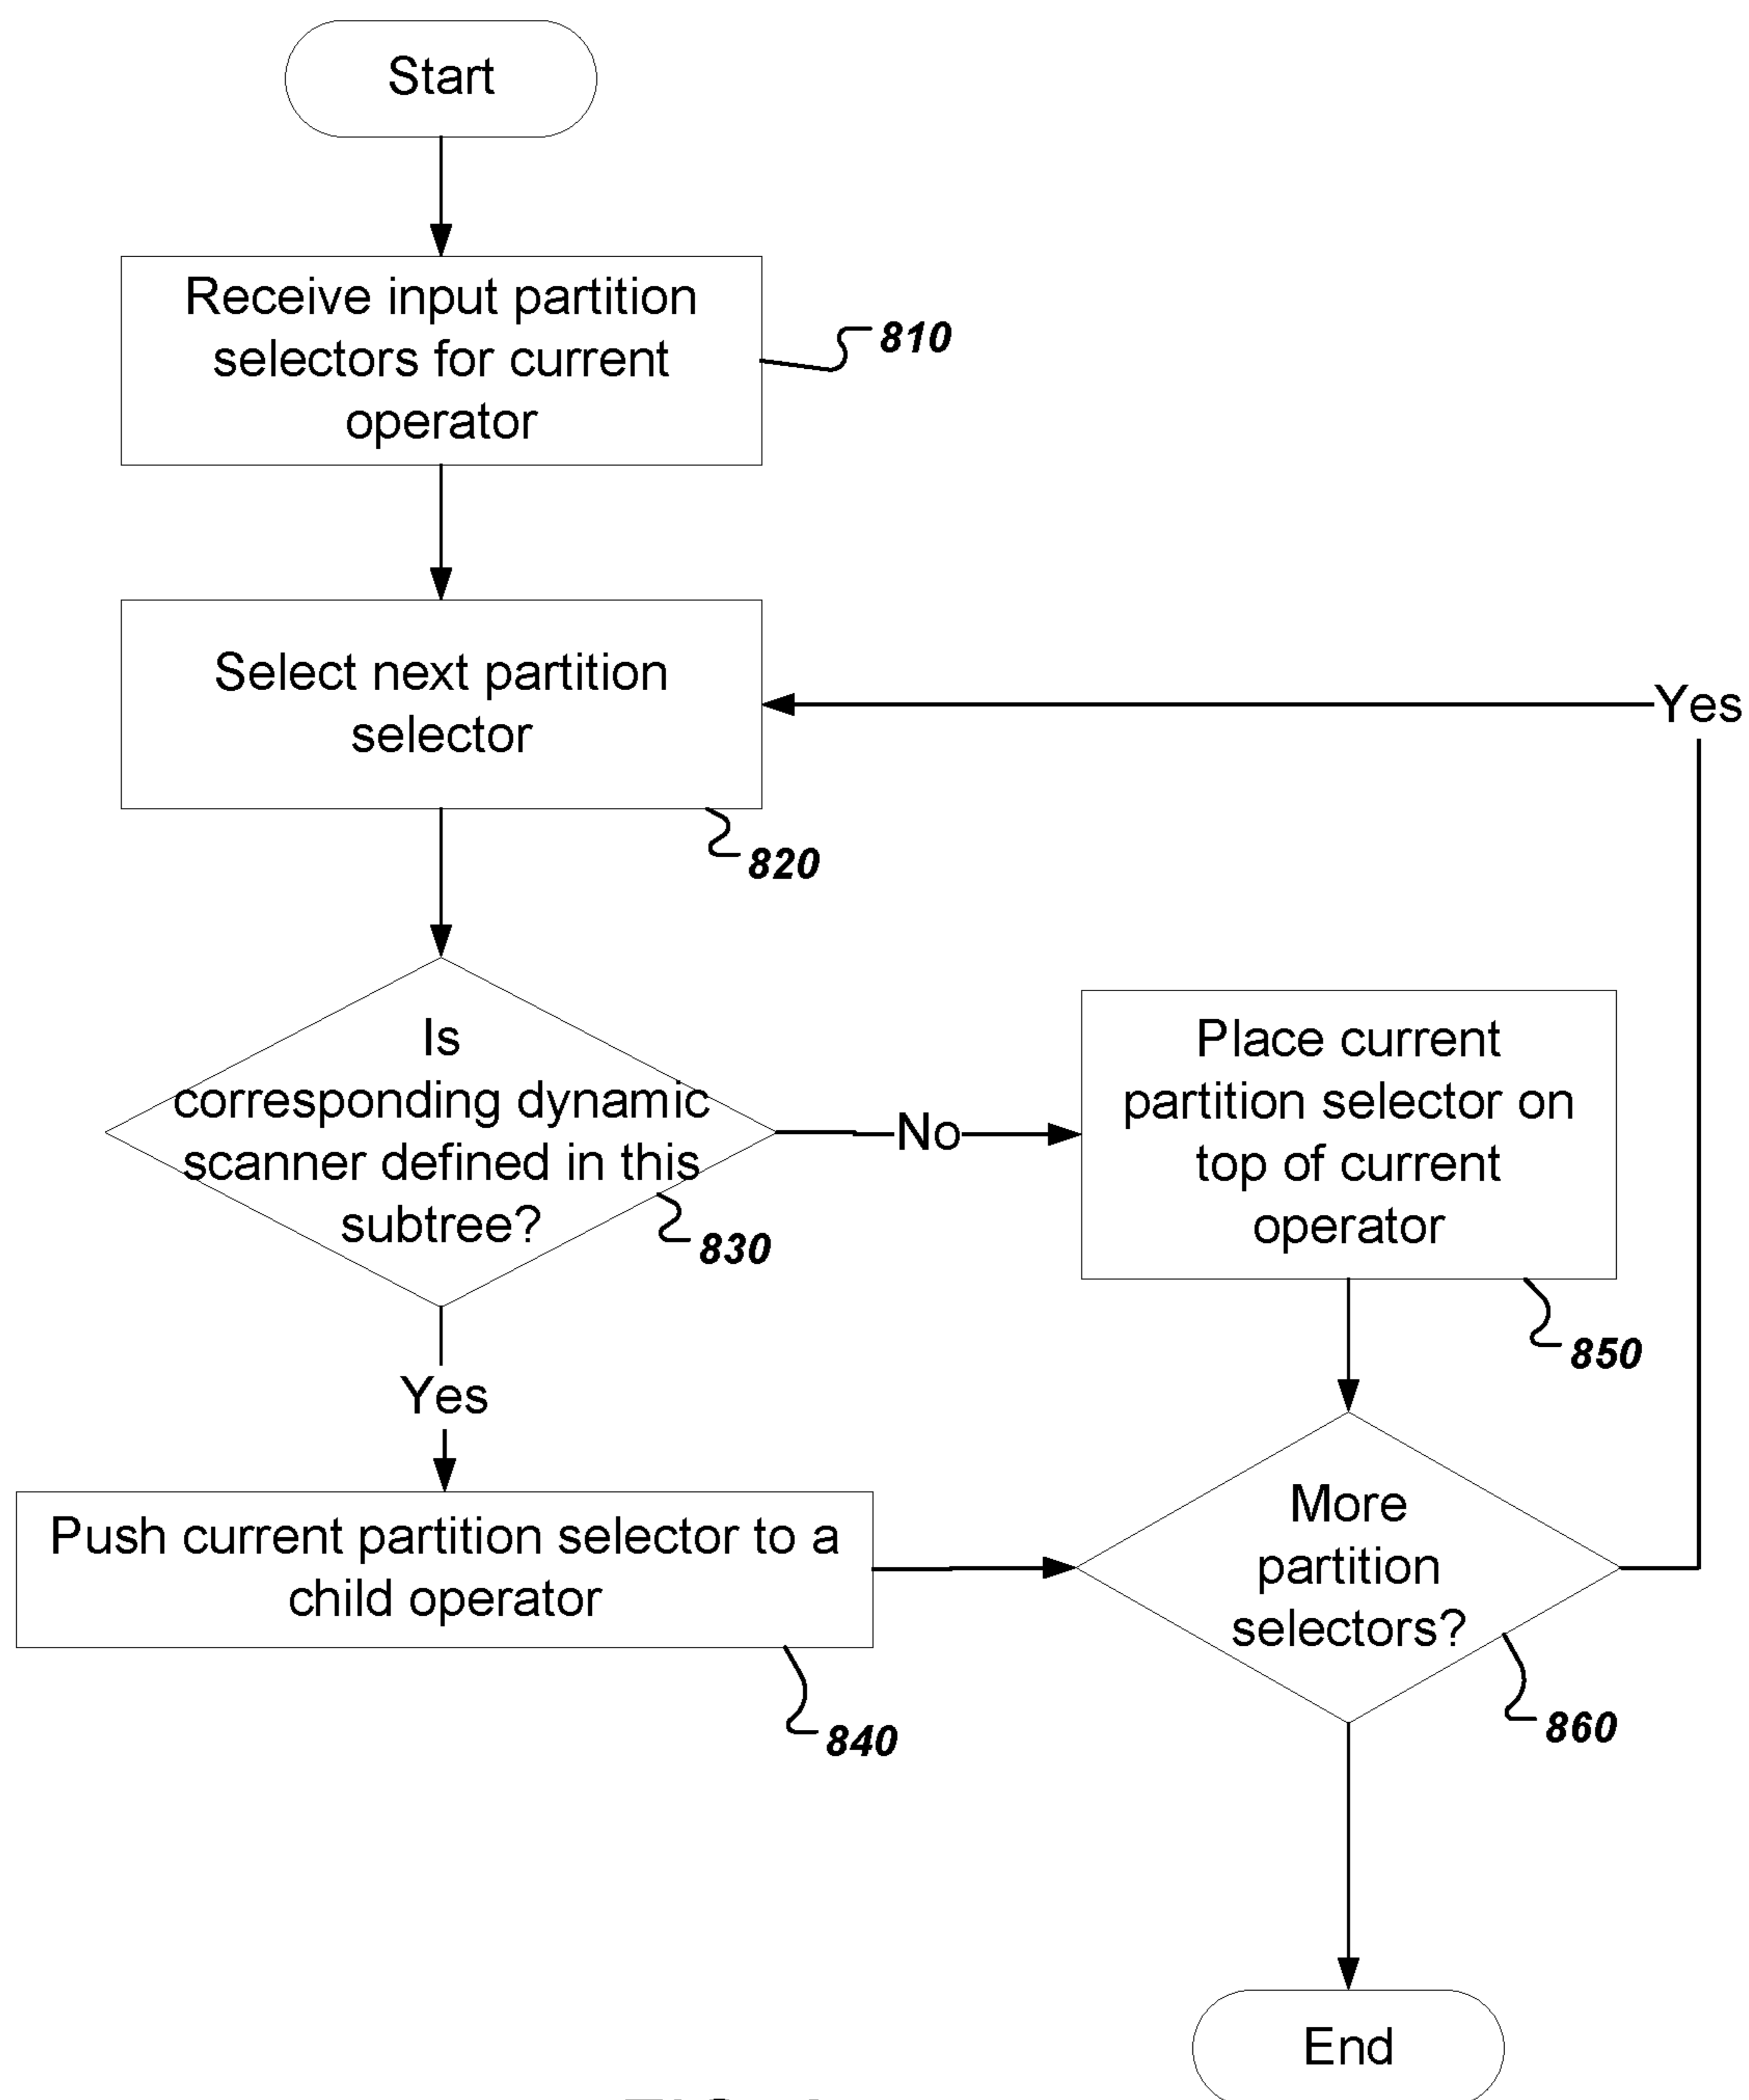 Start
Receive input partition
selectors for current
operator
810
Select next partition
selector
Yes
820
Is
corresponding dynamic
scanner defined in this
subtree?
830
No
Place current
partition selector on
top of current
operator
850
Yes
Push current partition selector to a
child operator
840
More
partition
selectors?
860
End